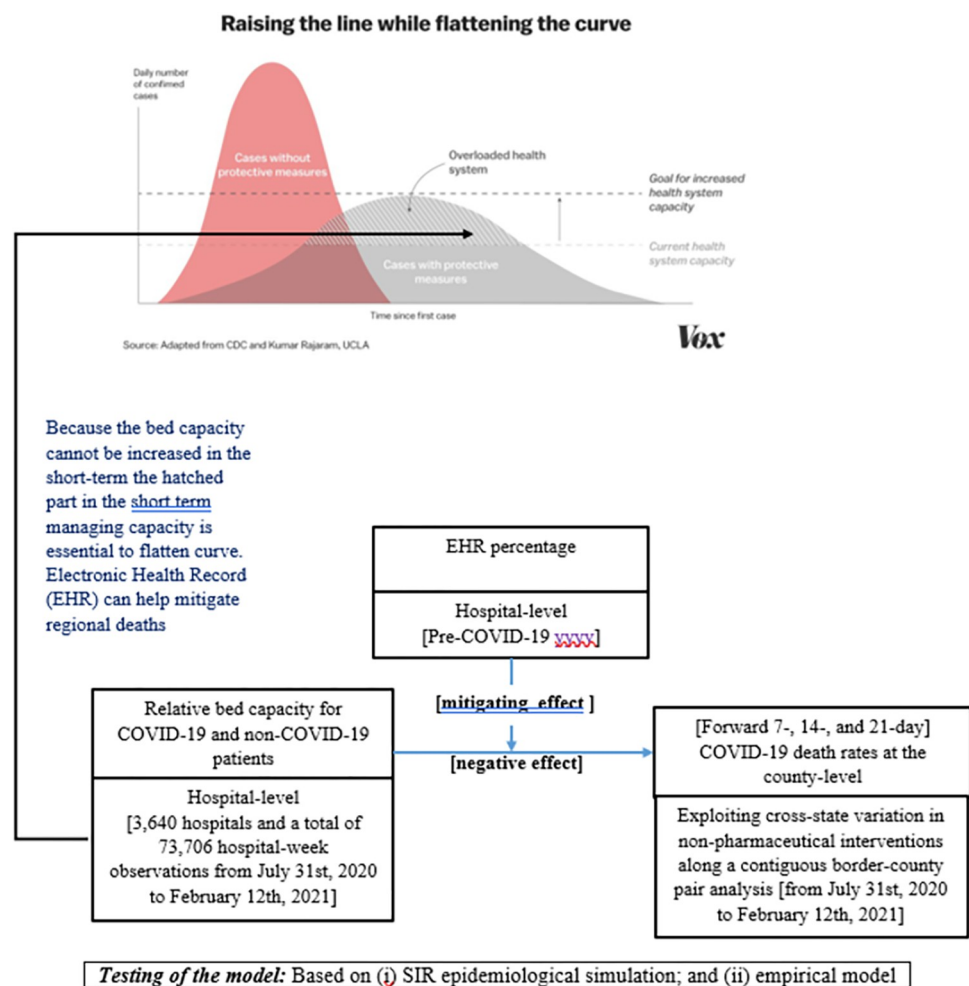 Raising the line while flattening the curve
Daily number
of confimed
cases
Cases without
protective measures
Overloaded health
system
Goal for increased
health system
capacity
Current health
system capacity
Cases with protective
measures
Time since first case
Source: Adapted from CDC and Kumar Rajaram, UCLA
Vox
Because the bed capacity
cannot be increased in the
short-term the hatched
part in the short term
managing capacity is
essential to flatten curve.
Electronic Health Record
(EHR) can help mitigate
regional deaths
EHR percentage
Hospital-level
[Pre-COVID-19 yyyy]
[mitigating effect ]
Relative bed capacity for
COVID-19 and non-COVID-19
patients
Hospital-level
[3,640 hospitals and a total of
73,706 hospital-week
observations from July 31st, 2020
to February 12th, 2021]
[negative effect]
[Forward 7-, 14-, and 21-day]
COVID-19 death rates at the
county-level
Exploiting cross-state variation in
non-pharmaceutical interventions
along a contiguous border-county
pair analysis [from July 31st, 2020
to February 12th, 2021]
Testing of the model: Based on (i) SIR epidemiological simulation; and (ii) empirical model